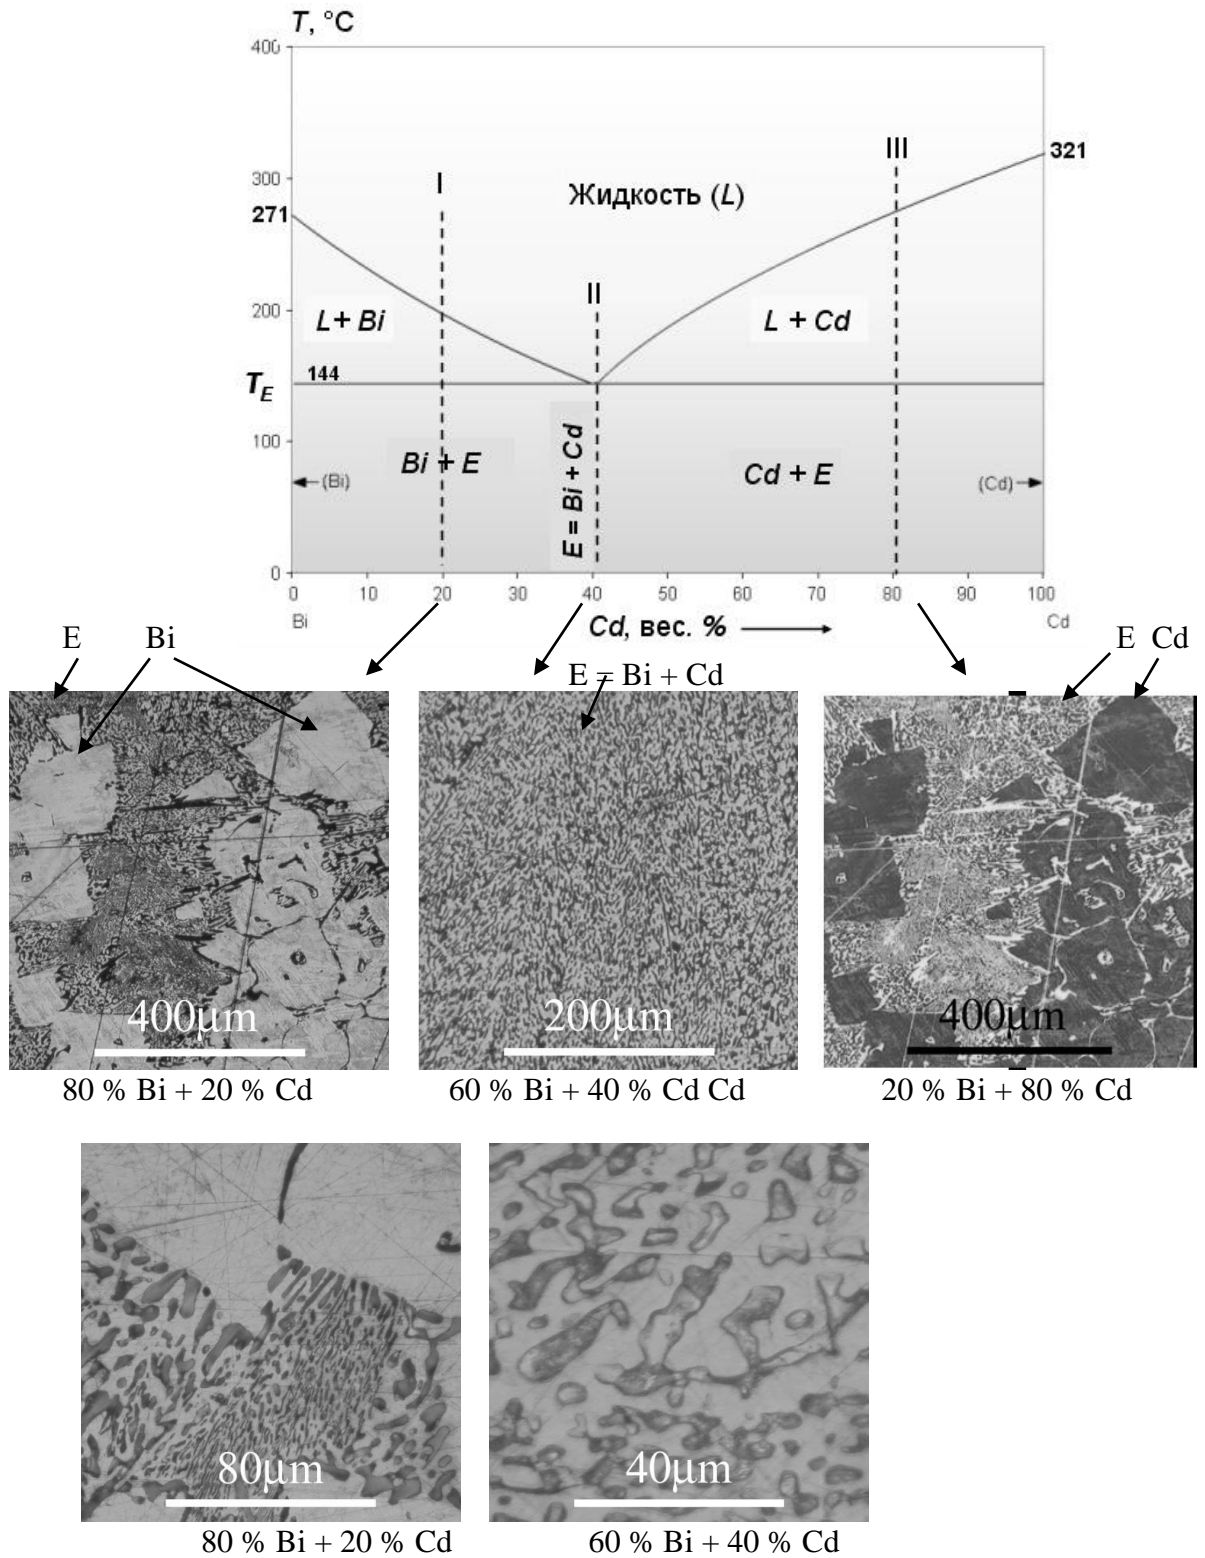 T, °C
400
III
321
300
I
Жидкость (L)
271
II
200
L + Bi
L + Cd
144
T_E
100
Bi + E
E = Bi + Cd
Cd + E
(Bi)
(Cd)
0
0 10 20 30 40 50 60 70 80 90 100
Bi
Cd, вес. %
Cd
E Bi
E Cd
E = Bi + Cd
400µm
200µm
400µm
80 % Bi + 20 % Cd
60 % Bi + 40 % Cd Cd
20 % Bi + 80 % Cd
80µm
40µm
80 % Bi + 20 % Cd
60 % Bi + 40 % Cd